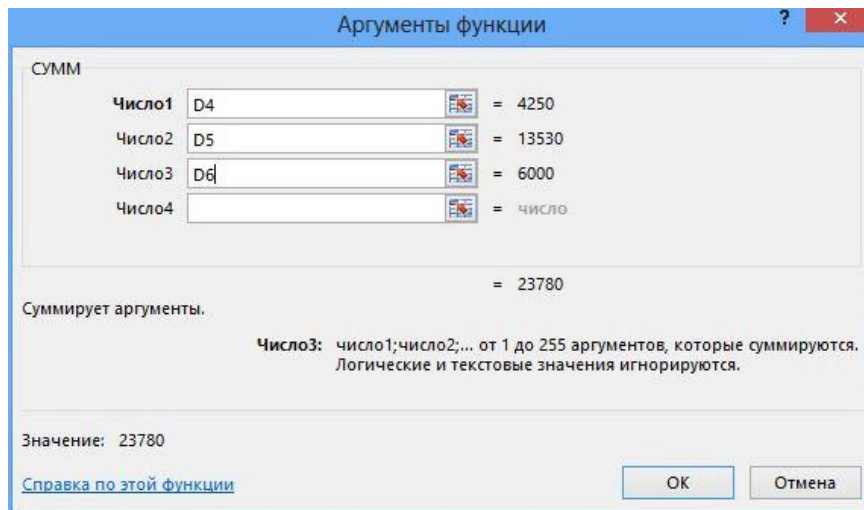 Аргументы функции
?
СУММ
Число1 D4 = 4250
Число2 D5 = 13530
Число3 D6 = 6000
Число4 = число
= 23780
Суммирует аргументы.
Число3: число1;число2;... от 1 до 255 аргументов, которые суммируются.
Логические и текстовые значения игнорируются.
Значение: 23780
Справка по этой функции
ОК Отмена